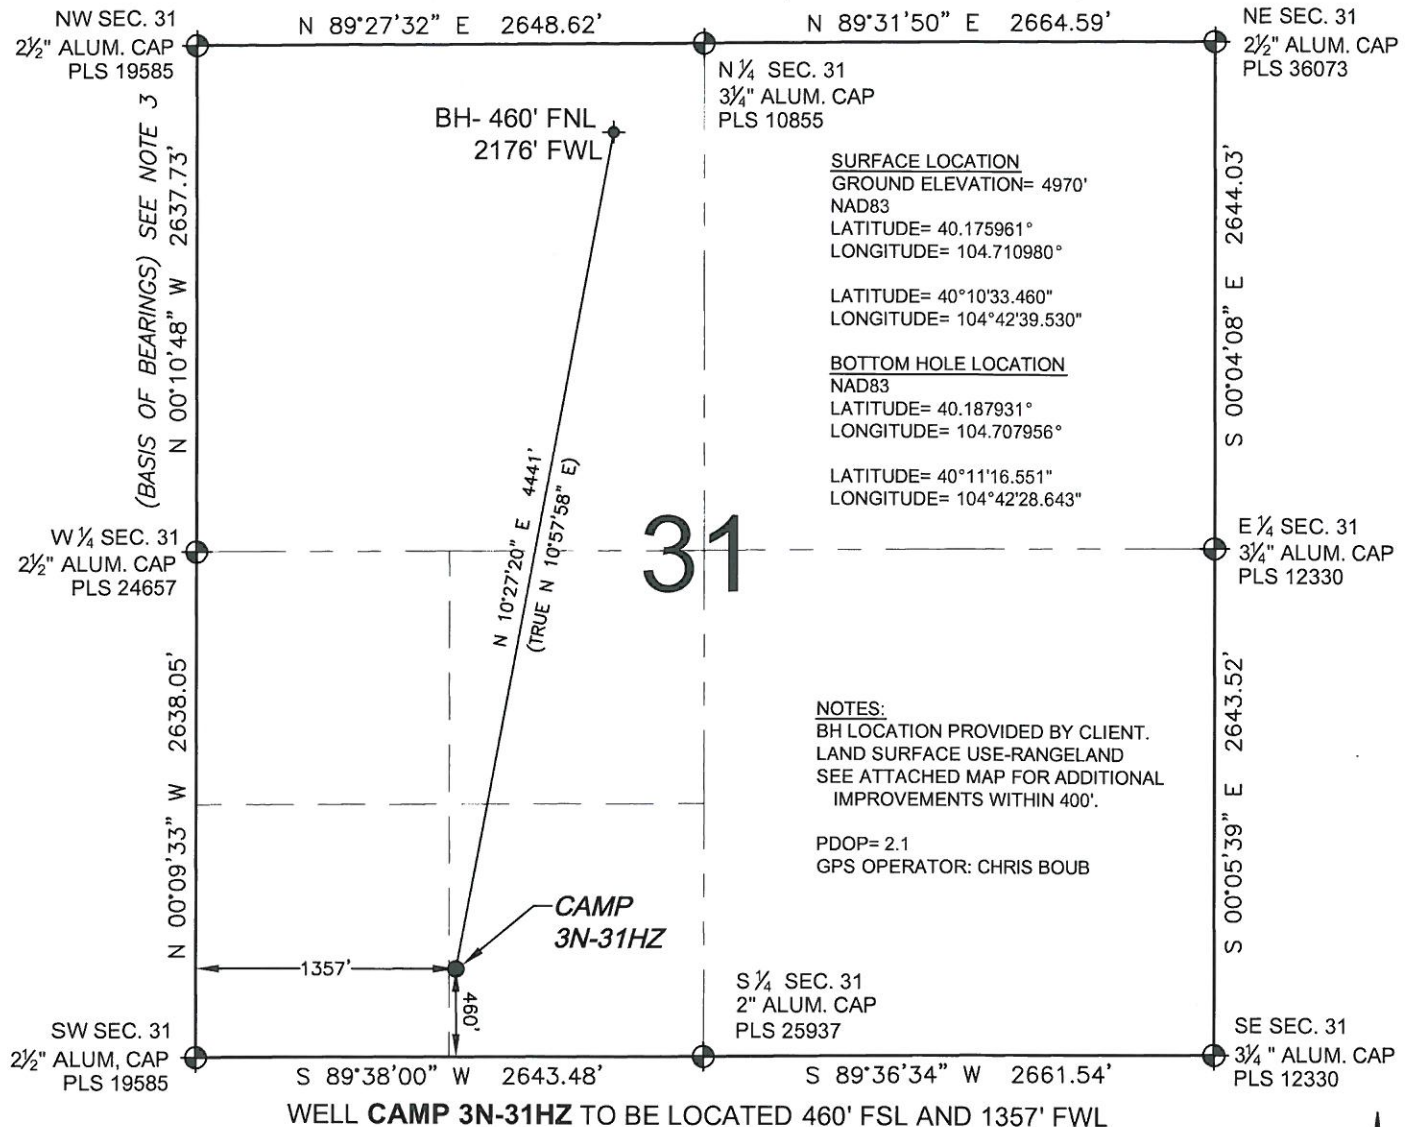 NW SEC. 31
2½" ALUM. CAP
PLS 19585
N 89°27'32" E 2648.62'
N 89°31'50" E 2664.59'
NE SEC. 31
2½" ALUM. CAP
PLS 36073
N ¼ SEC. 31
3¼" ALUM. CAP
PLS 10855
BH- 460' FNL
2176' FWL
(BASIS OF BEARINGS) SEE NOTE 3
N 00°10'48" W 2637.73'
SURFACE LOCATION
GROUND ELEVATION= 4970'
NAD83
LATITUDE= 40.175961°
LONGITUDE= 104.710980°
LATITUDE= 40°10'33.460"
LONGITUDE= 104°42'39.530"
BOTTOM HOLE LOCATION
NAD83
LATITUDE= 40.187931°
LONGITUDE= 104.707956°
LATITUDE= 40°11'16.551"
LONGITUDE= 104°42'28.643"
S 00°04'08" E 2644.03'
N 10°27'20" E 4441'
(TRUE N 10°57'58" E)
31
W ¼ SEC. 31
2½" ALUM. CAP
PLS 24657
E ¼ SEC. 31
3¼" ALUM. CAP
PLS 12330
N 00°09'33" W 2638.05'
NOTES:
BH LOCATION PROVIDED BY CLIENT.
LAND SURFACE USE-RANGELAND
SEE ATTACHED MAP FOR ADDITIONAL
IMPROVEMENTS WITHIN 400'.
PDOP= 2.1
GPS OPERATOR: CHRIS BOUB
S 00°05'39" E 2643.52'
CAMP
3N-31HZ
1357'
460'
S ¼ SEC. 31
2" ALUM. CAP
PLS 25937
SW SEC. 31
2½" ALUM, CAP
PLS 19585
SE SEC. 31
3¼ " ALUM. CAP
PLS 12330
S 89°38'00" W 2643.48'
S 89°36'34" W 2661.54'
WELL CAMP 3N-31HZ TO BE LOCATED 460' FSL AND 1357' FWL